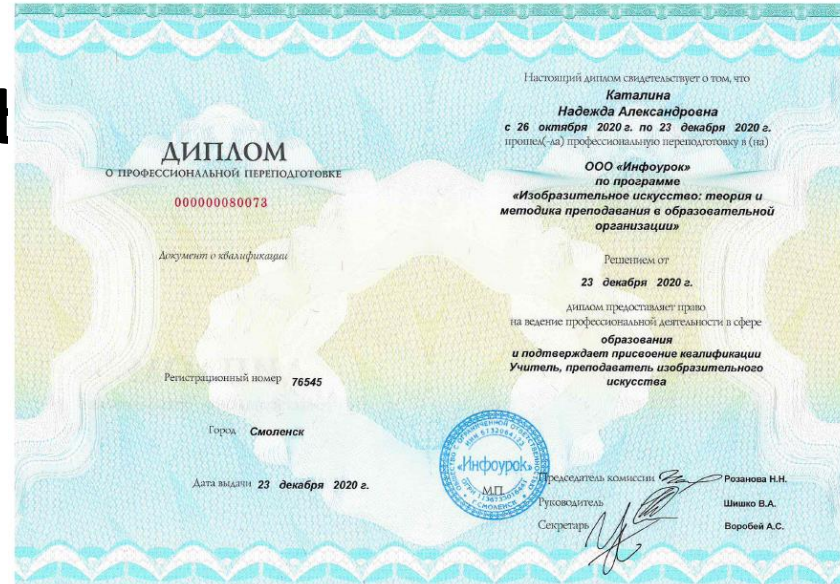 ДИПЛОМ
О ПРОФЕССИОНАЛЬНОЙ ПЕРЕПОДГОТОВКЕ
000000080073
Документ о квалификации
Регистрационный номер 76545
Город Смоленск
Дата выдачи 23 декабря 2020 г.
Настоящий диплом свидетельствует о том, что
Каталина
Надежда Александровна
с 26 октября 2020 г. по 23 декабря 2020 г.
прошел(-ла) профессиональную переподготовку в (на)
ООО «Инфоурок»
по программе
«Изобразительное искусство: теория и
методика преподавания в образовательной
организации»
Решением от
23 декабря 2020 г.
диплом предоставляет право
на ведение профессиональной деятельности в сфере
образования
и подтверждает присвоение квалификации
Учитель, преподаватель изобразительного
искусства
«Инфоурок»
М.П.
Председатель комиссии Розанова Н.Н.
Руководитель Шишко В.А.
Секретарь Воробей А.С.